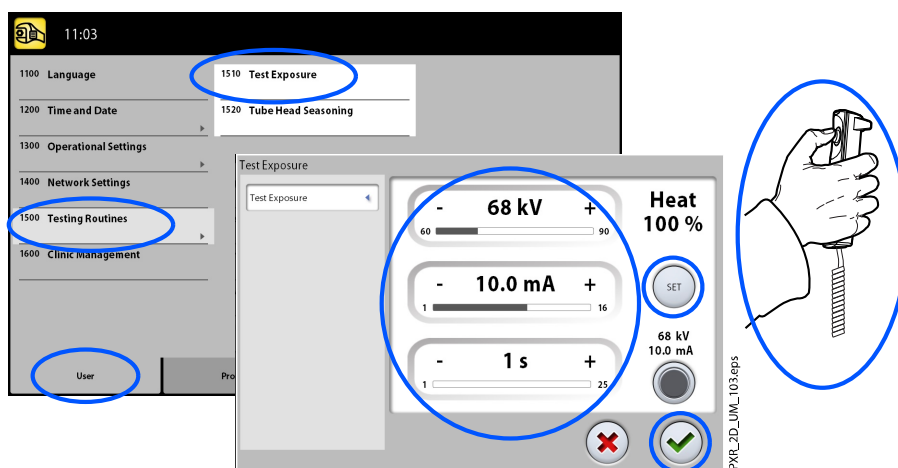 11:03
1100 Language
1200 Time and Date
1300 Operational Settings
1400 Network Settings
1500 Testing Routines
1600 Clinic Management
1510 Test Exposure
1520 Tube Head Seasoning
User
Pro
Test Exposure
Test Exposure
- 68 kV +
60 90
- 10.0 mA +
1 16
- 1 s +
1 25
Heat
100 %
SET
68 kV
10.0 mA
PXR_2D_UM_103.eps